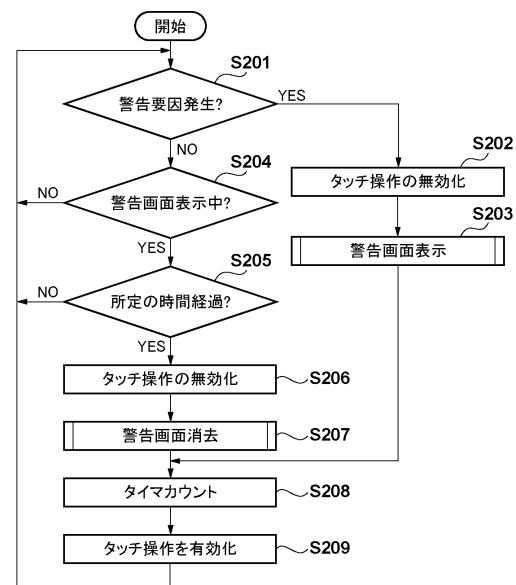 開始
S201
警告要因発生?
YES
NO
S202
タッチ操作の無効化
S203
警告画面表示
S204
警告画面表示中?
NO
YES
S205
所定の時間経過?
NO
YES
タッチ操作の無効化
S206
警告画面消去
S207
タイマカウント
S208
タッチ操作を有効化
S209